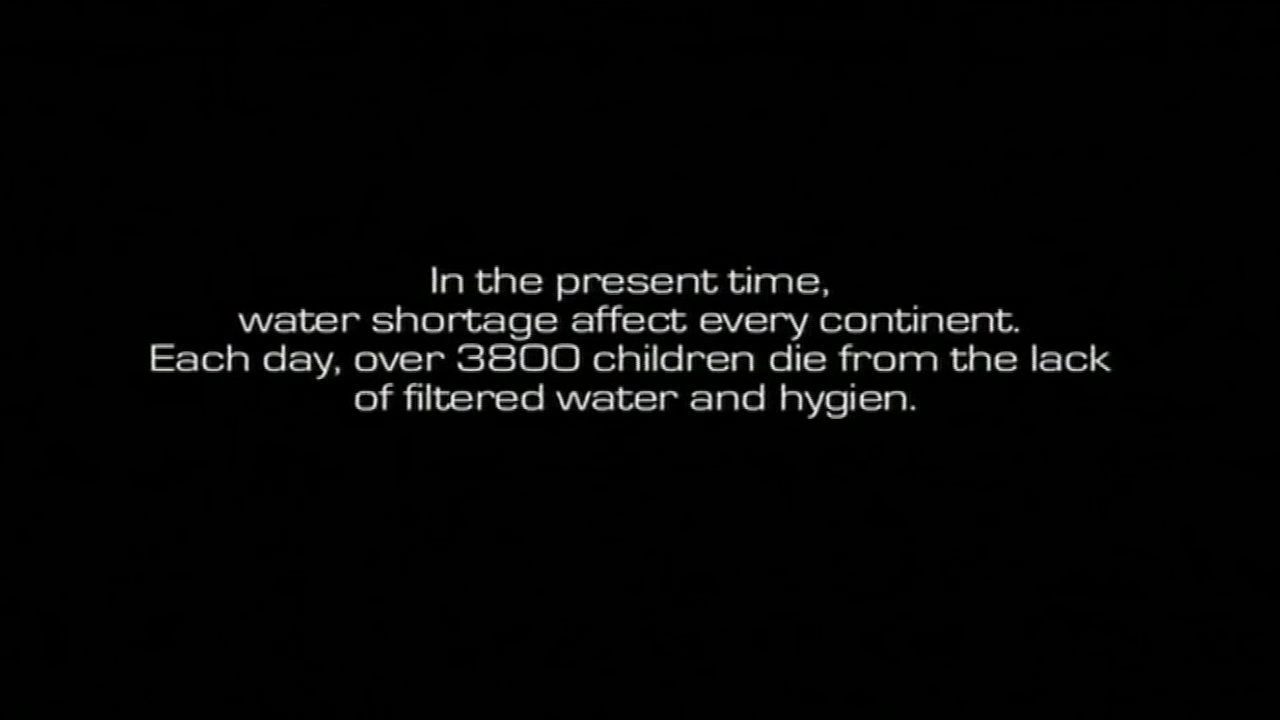 In the present time,
water shortage affect every continent.
Each day, over 3800 children die from the lack
of filtered water and hygien.